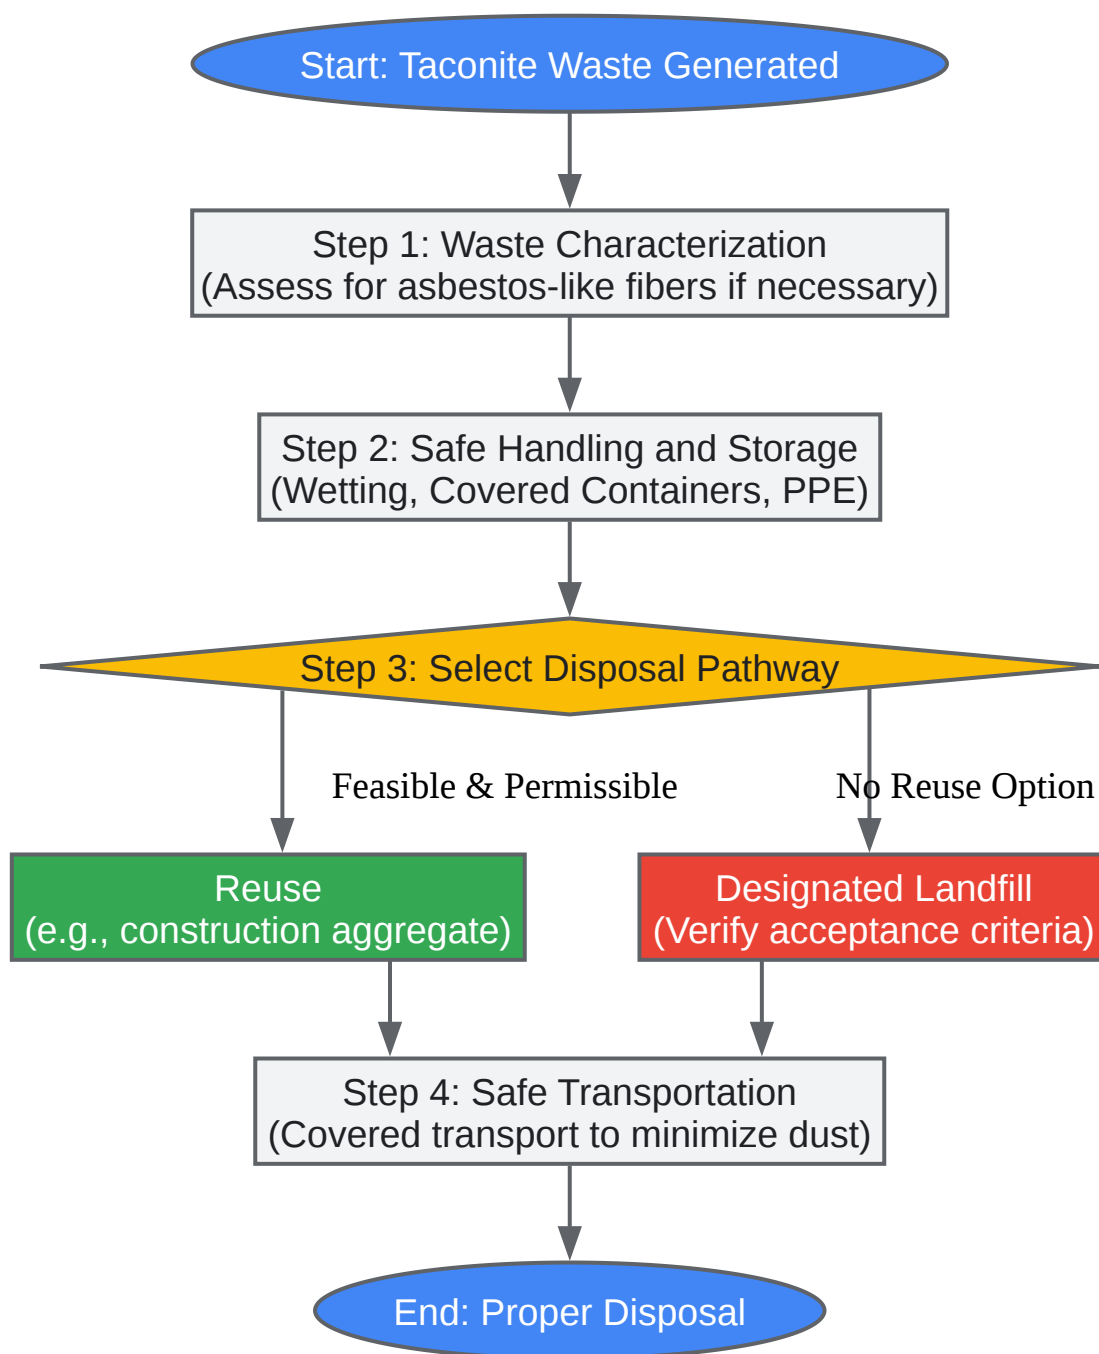 Start: Taconite Waste Generated
Step 1: Waste Characterization
(Assess for asbestos-like fibers if necessary)
Step 2: Safe Handling and Storage
(Wetting, Covered Containers, PPE)
Step 3: Select Disposal Pathway
Feasible & Permissible
No Reuse Option
Reuse
(e.g., construction aggregate)
Designated Landfill
(Verify acceptance criteria)
Step 4: Safe Transportation
(Covered transport to minimize dust)
End: Proper Disposal